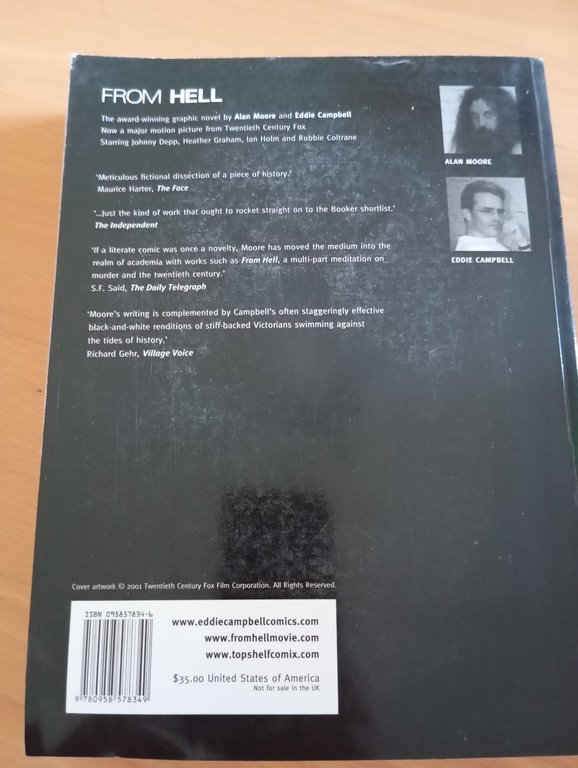 FROM HELL
The award-winning graphic novel by Alan Moore and Eddie Campbell
Now a major motion picture from Twentieth Century Fox
Starring Johnny Depp, Heather Graham, Ian Holm and Robbie Coltrane
'Meticulous fictional dissection of a piece of history.'
Maurice Harter, The Face
'...Just the kind of work that ought to rocket straight on to the Booker shortlist.'
The Independent
'If a literate comic was once a novelty, Moore has moved the medium into the
realm of academia with works such as From Hell, a multi-part meditation on
murder and the twentieth century.'
S.F. Said, The Daily Telegraph
'Moore's writing is complemented by Campbell's often staggeringly effective
black-and-white renditions of stiff-backed Victorians swimming against
the tides of history.'
Richard Gehr, Village Voice
ALAN MOORE
EDDIE CAMPBELL
Cover artwork © 2001 Twentieth Century Fox Film Corporation. All Rights Reserved.
ISBN 095857834-6
9 780958 578349
www.eddiecampbellcomics.com
www.fromhellmovie.com
www.topshelfcomix.com
$35.00 United States of America
Not for sale in the UK